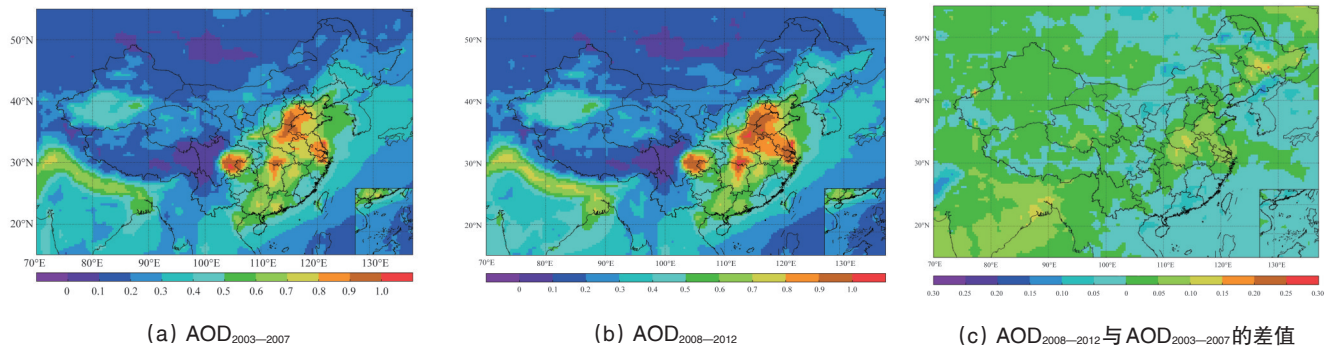 50°N
40°N
30°N
20°N
70°E 80°E 90°E 100°E 110°E 120°E 130°E
0 0.1 0.2 0.3 0.4 0.5 0.6 0.7 0.8 0.9 1.0
(a) AOD2003—2007
50°N
40°N
30°N
20°N
70°E 80°E 90°E 100°E 110°E 120°E 130°E
0 0.1 0.2 0.3 0.4 0.5 0.6 0.7 0.8 0.9 1.0
(b) AOD2008—2012
50°N
40°N
30°N
20°N
70°E 80°E 90°E 100°E 110°E 120°E 130°E
0.30 0.25 0.20 0.15 0.10 0.05 0 0.05 0.10 0.15 0.20 0.25 0.30
(c) AOD2008—2012与AOD2003—2007的差值